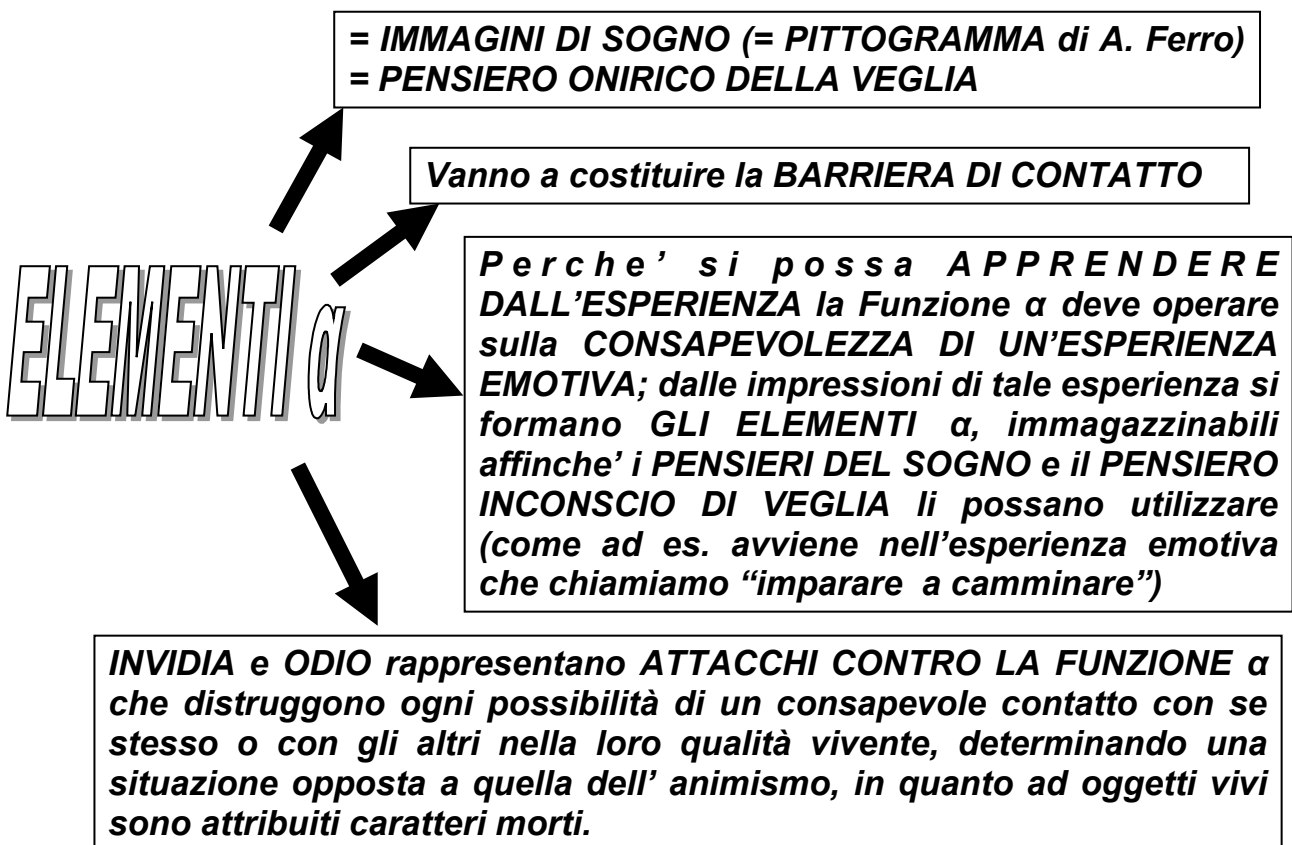 = IMMAGINI DI SOGNO (= PITTOGRAMMA di A. Ferro)
= PENSIERO ONIRICO DELLA VEGLIA
Vanno a costituire la BARRIERA DI CONTATTO
ELEMENTI α
Perche’ si possa APPRENDERE
DALL’ESPERIENZA la Funzione α deve operare
sulla CONSAPEVOLEZZA DI UN’ESPERIENZA
EMOTIVA; dalle impressioni di tale esperienza si
formano GLI ELEMENTI α, immagazzinabili
affinche’ i PENSIERI DEL SOGNO e il PENSIERO
INCONSCIO DI VEGLIA li possano utilizzare
(come ad es. avviene nell’esperienza emotiva
che chiamiamo “imparare a camminare”)
INVIDIA e ODIO rappresentano ATTACCHI CONTRO LA FUNZIONE α
che distruggono ogni possibilità di un consapevole contatto con se
stesso o con gli altri nella loro qualità vivente, determinando una
situazione opposta a quella dell’ animismo, in quanto ad oggetti vivi
sono attribuiti caratteri morti.